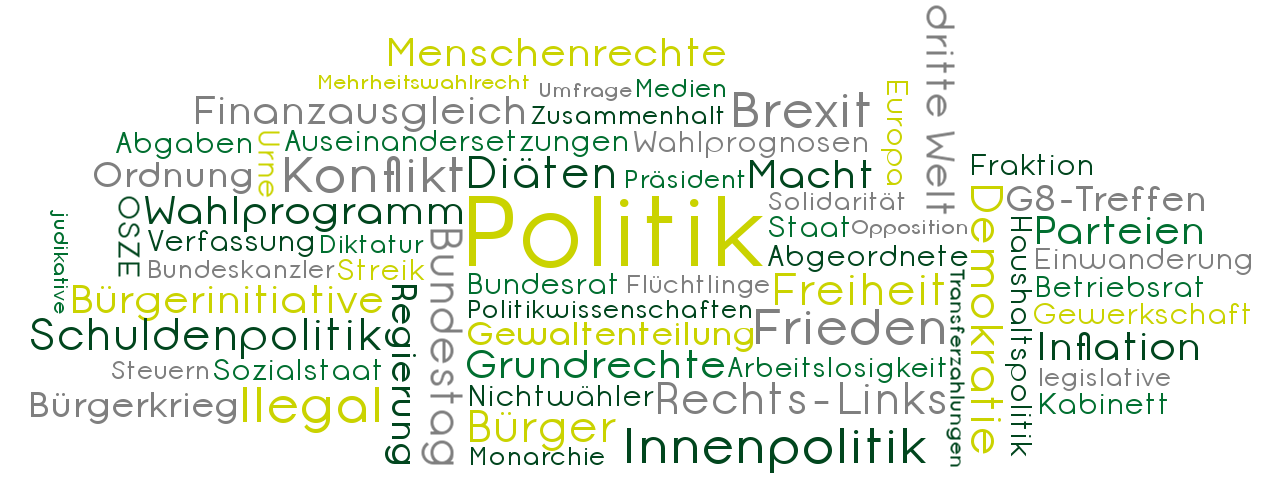 Menschenrechte
dritte Welt
Mehrheitswahlrecht
Umfrage
Medien
Europa
Finanzausgleich
Zusammenhalt
Brexit
Abgaben
Urne
Auseinandersetzungen
Wahlprognosen
Ordnung
Konflikt
Diäten
Präsident
Macht
Fraktion
OSZE
Wahlprogramm
Politik
Solidarität
Demokratie
G8-Treffen
judikative
Verfassung
Diktatur
Bundestag
Staat
Opposition
Haushaltspolitik
Parteien
Bundeskanzler
Streik
Abgeordnete
Einwanderung
Bürgerinitiative
Regierung
Bundesrat
Flüchtlinge
Freiheit
Transferzahlungen
Betriebsrat
Politikwissenschaften
Gewerkschaft
Schuldenpolitik
Gewaltenteilung
Frieden
Inflation
Steuern
Sozialstaat
Grundrechte
Arbeitslosigkeit
legislative
Bürgerkrieg
Ilegal
Nichtwähler
Rechts-Links
Kabinett
Bürger
Monarchie
Innenpolitik